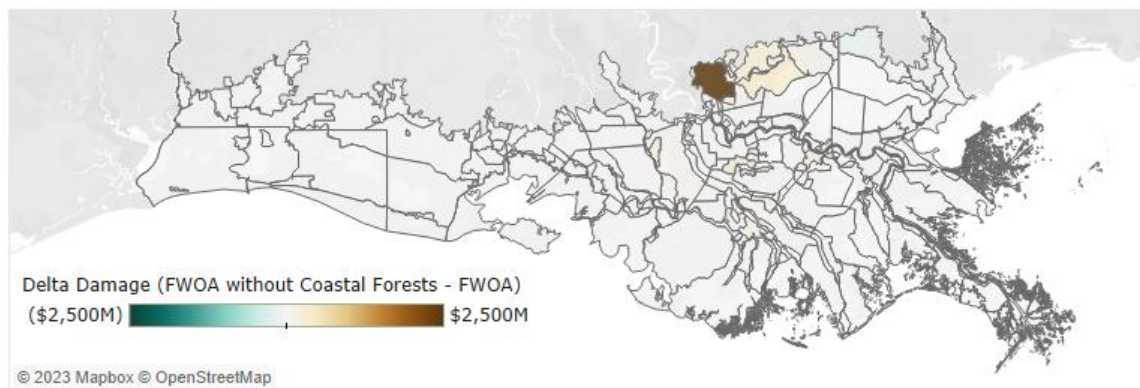 Delta Damage (FWOA without Coastal Forests - FWOA)
($2,500M) $2,500M
© 2023 Mapbox © OpenStreetMap